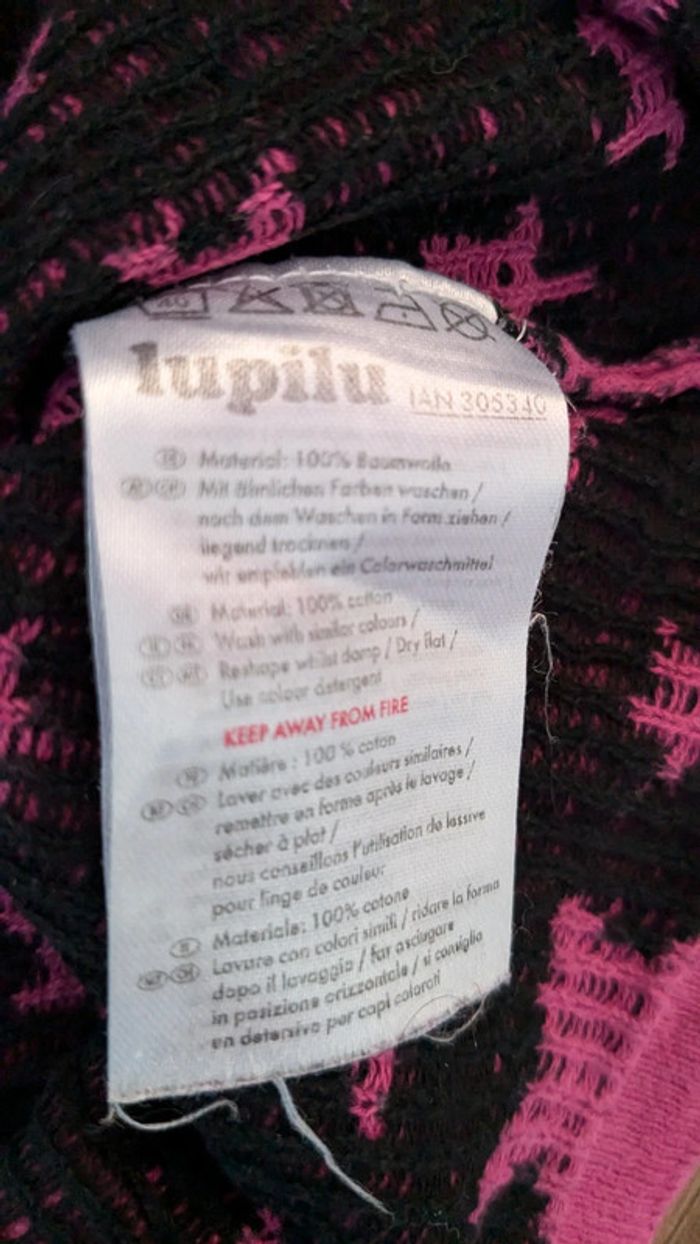 40
lupilu
IAN 305340
Material: 100% Baumwolle
Mit ähnlichen Farben waschen /
nach dem Waschen in Form ziehen /
liegend trocknen /
wir empfehlen ein Colorwaschmittel
Material: 100% cotton
Wash with similar colours /
Reshape whilst damp / Dry flat /
Use colour detergent
KEEP AWAY FROM FIRE
Matière : 100 % coton
Laver avec des couleurs similaires /
remettre en forme après le lavage /
sécher à plat /
nous conseillons l'utilisation de lessive
pour linge de couleur
Materiale: 100% cotone
Lavare con colori simili / ridare la forma
dopo il lavaggio / far asciugare
in posizione orizzontale / si consiglia
un detersivo per capi colorati